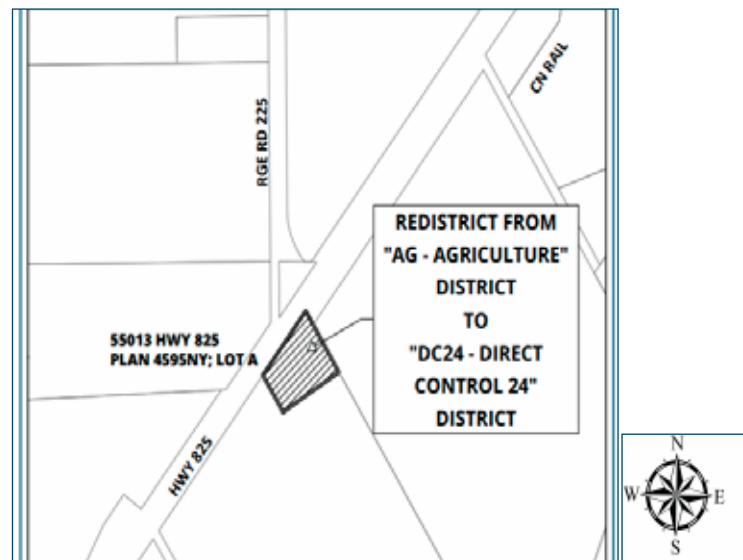 CN RAIL
RGE RD 225
REDISTRICT FROM
"AG - AGRICULTURE"
DISTRICT
TO
"DC24 - DIRECT
CONTROL 24"
DISTRICT
55013 HWY 825
PLAN 4595NY; LOT A
HWY 825
N
W E
S